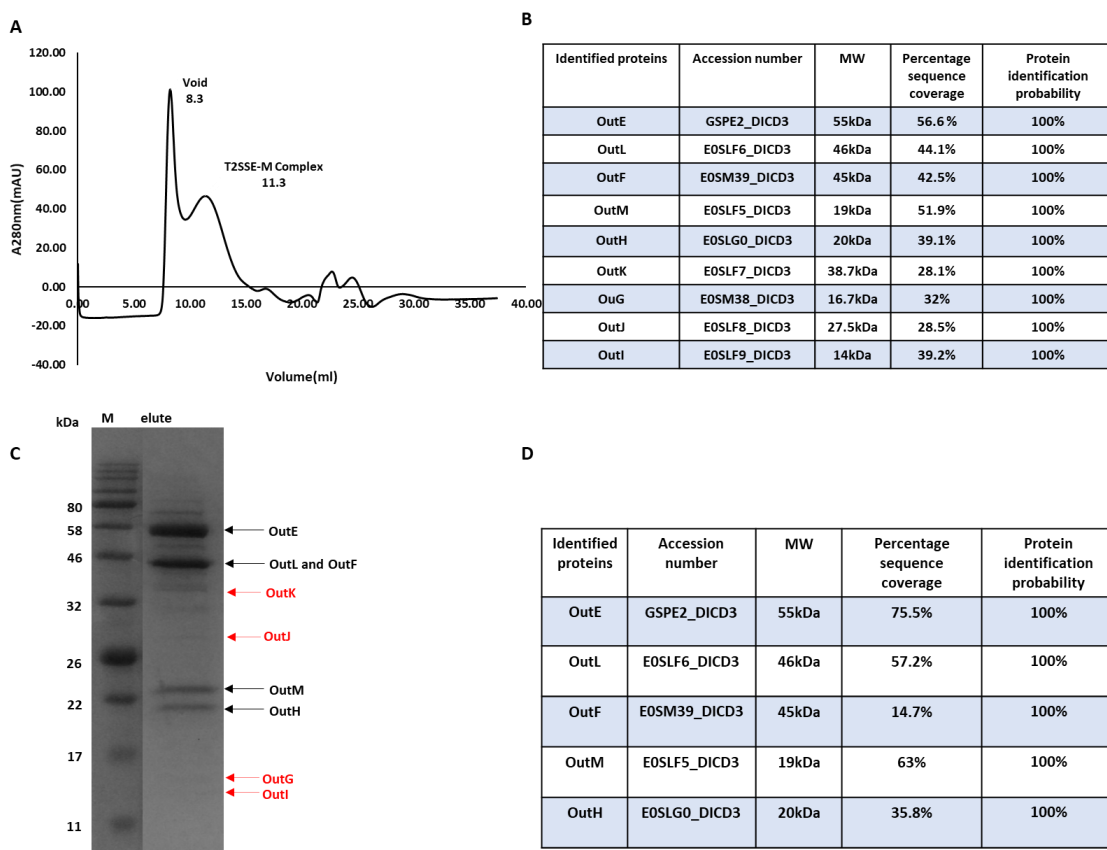 A
120.00
100.00
80.00
60.00
40.00
20.00
0.00
-20.00
-40.00
A280nm(mAU)
Void
8.3
T2SSE-M Complex
11.3
0.00 5.00 10.00 15.00 20.00 25.00 30.00 35.00 40.00
Volume(ml)
B
Identified proteins Accession number MW Percentage sequence coverage Protein identification probability
OutE GSPE2_DICD3 55kDa 56.6 % 100%
OutL E0SLF6_DICD3 46kDa 44.1% 100%
OutF E0SM39_DICD3 45kDa 42.5% 100%
OutM E0SLF5_DICD3 19kDa 51.9% 100%
OutH E0SLG0_DICD3 20kDa 39.1% 100%
OutK E0SLF7_DICD3 38.7kDa 28.1% 100%
OuG E0SM38_DICD3 16.7kDa 32% 100%
OutJ E0SLF8_DICD3 27.5kDa 28.5% 100%
OutI E0SLF9_DICD3 14kDa 39.2% 100%
C
kDa M elute
80
58
46
32
26
22
17
11
OutE
OutL and OutF
OutK
OutJ
OutM
OutH
OutG
OutI
D
Identified proteins Accession number MW Percentage sequence coverage Protein identification probability
OutE GSPE2_DICD3 55kDa 75.5% 100%
OutL E0SLF6_DICD3 46kDa 57.2% 100%
OutF E0SM39_DICD3 45kDa 14.7% 100%
OutM E0SLF5_DICD3 19kDa 63% 100%
OutH E0SLG0_DICD3 20kDa 35.8% 100%